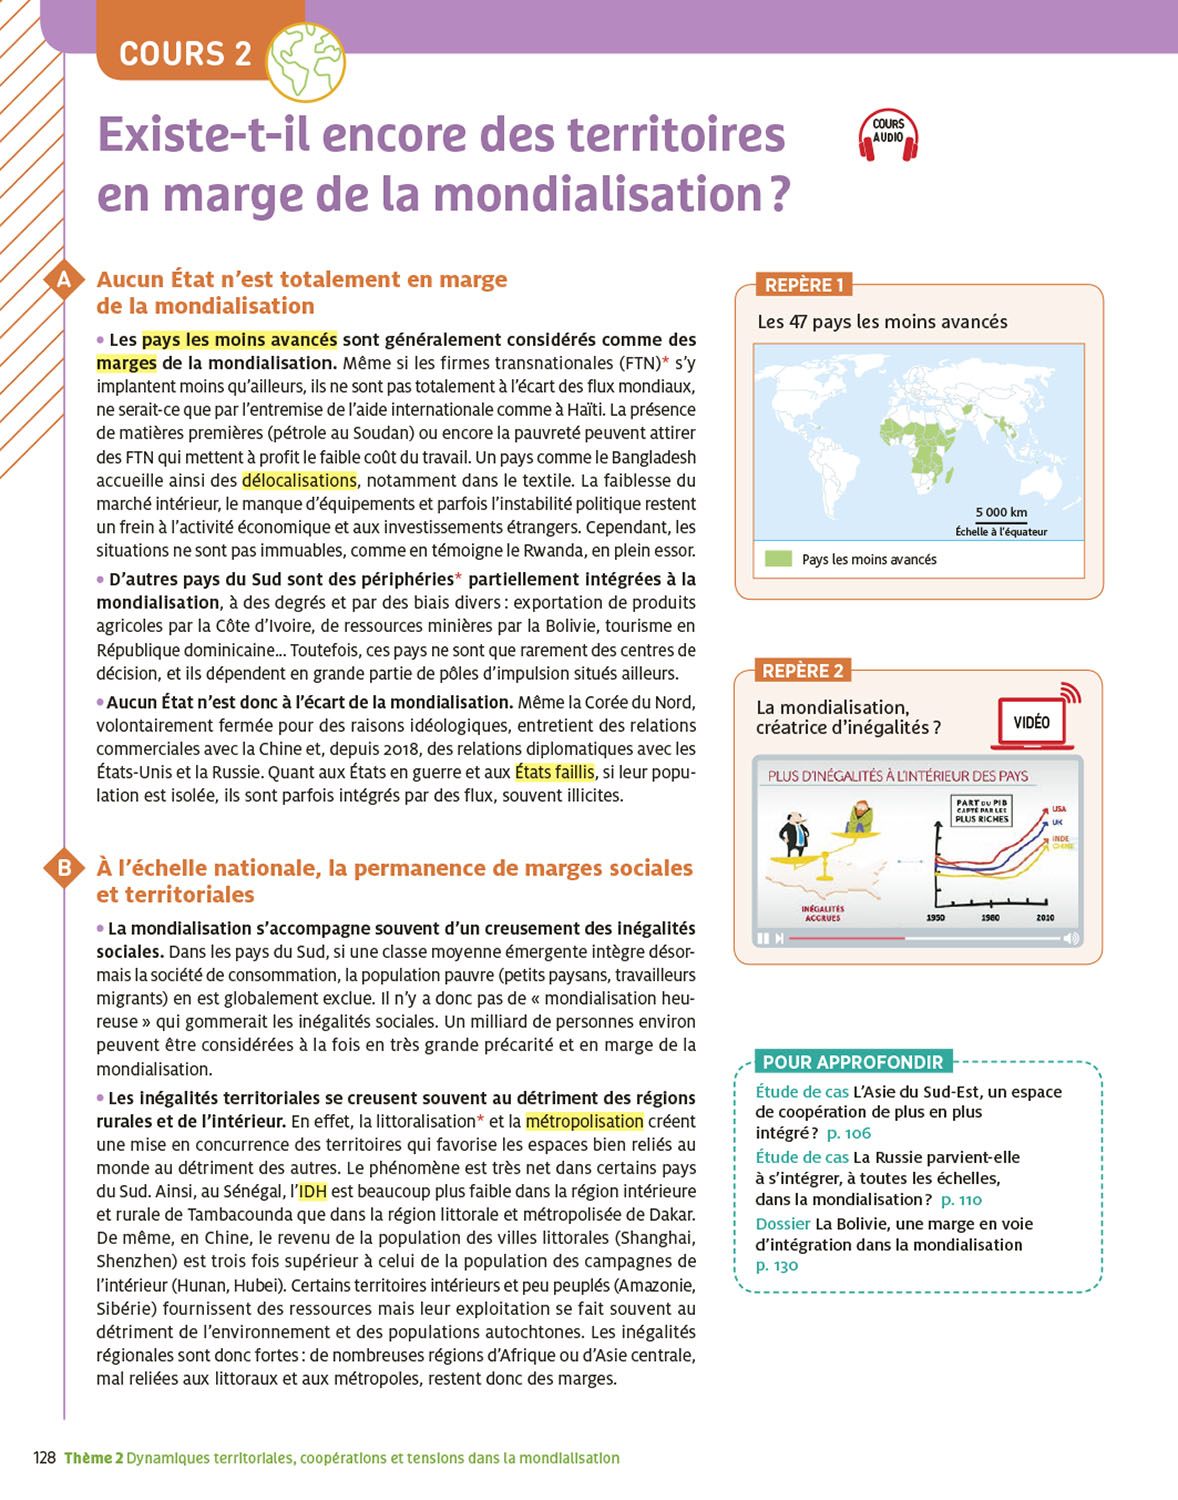 COURS 2
Existe-t-il encore des territoires
en marge de la mondialisation ?
COURS
AUDIO
A
Aucun État n’est totalement en marge
de la mondialisation
• Les pays les moins avancés sont généralement considérés comme des
marges de la mondialisation. Même si les firmes transnationales (FTN)* s’y
implantent moins qu’ailleurs, ils ne sont pas totalement à l’écart des flux mondiaux,
ne serait-ce que par l’entremise de l’aide internationale comme à Haïti. La présence
de matières premières (pétrole au Soudan) ou encore la pauvreté peuvent attirer
des FTN qui mettent à profit le faible coût du travail. Un pays comme le Bangladesh
accueille ainsi des délocalisations, notamment dans le textile. La faiblesse du
marché intérieur, le manque d’équipements et parfois l’instabilité politique restent
un frein à l’activité économique et aux investissements étrangers. Cependant, les
situations ne sont pas immuables, comme en témoigne le Rwanda, en plein essor.
• D’autres pays du Sud sont des périphéries* partiellement intégrées à la
mondialisation, à des degrés et par des biais divers : exportation de produits
agricoles par la Côte d’Ivoire, de ressources minières par la Bolivie, tourisme en
République dominicaine... Toutefois, ces pays ne sont que rarement des centres de
décision, et ils dépendent en grande partie de pôles d’impulsion situés ailleurs.
• Aucun État n’est donc à l’écart de la mondialisation. Même la Corée du Nord,
volontairement fermée pour des raisons idéologiques, entretient des relations
commerciales avec la Chine et, depuis 2018, des relations diplomatiques avec les
États-Unis et la Russie. Quant aux États en guerre et aux États faillis, si leur popu-
lation est isolée, ils sont parfois intégrés par des flux, souvent illicites.
B
À l’échelle nationale, la permanence de marges sociales
et territoriales
• La mondialisation s’accompagne souvent d’un creusement des inégalités
sociales. Dans les pays du Sud, si une classe moyenne émergente intègre désor-
mais la société de consommation, la population pauvre (petits paysans, travailleurs
migrants) en est globalement exclue. Il n’y a donc pas de « mondialisation heu-
reuse » qui gommerait les inégalités sociales. Un milliard de personnes environ
peuvent être considérées à la fois en très grande précarité et en marge de la
mondialisation.
• Les inégalités territoriales se creusent souvent au détriment des régions
rurales et de l’intérieur. En effet, la littoralisation* et la métropolisation créent
une mise en concurrence des territoires qui favorise les espaces bien reliés au
monde au détriment des autres. Le phénomène est très net dans certains pays
du Sud. Ainsi, au Sénégal, l’IDH est beaucoup plus faible dans la région intérieure
et rurale de Tambacounda que dans la région littorale et métropolisée de Dakar.
De même, en Chine, le revenu de la population des villes littorales (Shanghai,
Shenzhen) est trois fois supérieur à celui de la population des campagnes de
l’intérieur (Hunan, Hubei). Certains territoires intérieurs et peu peuplés (Amazonie,
Sibérie) fournissent des ressources mais leur exploitation se fait souvent au
détriment de l’environnement et des populations autochtones. Les inégalités
régionales sont donc fortes : de nombreuses régions d’Afrique ou d’Asie centrale,
mal reliées aux littoraux et aux métropoles, restent donc des marges.
REPÈRE 1
Les 47 pays les moins avancés
5 000 km
Échelle à l’équateur
Pays les moins avancés
REPÈRE 2
La mondialisation,
créatrice d’inégalités ?
VIDÉO
PLUS D’INÉGALITÉS À L’INTÉRIEUR DES PAYS
PART DU PIB
CAPTÉ PAR LES
PLUS RICHES
USA
UK
INDE
CHINE
INÉGALITÉS
ACCRUES
1950 1980 2010
POUR APPROFONDIR
Étude de cas L’Asie du Sud-Est, un espace
de coopération de plus en plus
intégré ? p. 106
Étude de cas La Russie parvient-elle
à s’intégrer, à toutes les échelles,
dans la mondialisation ? p. 110
Dossier La Bolivie, une marge en voie
d’intégration dans la mondialisation
p. 130
128 Thème 2 Dynamiques territoriales, coopérations et tensions dans la mondialisation